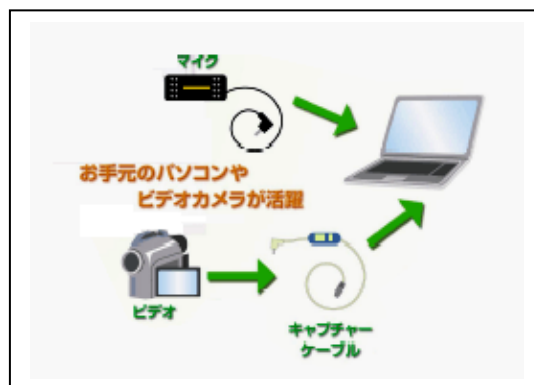 マイク
お手元のパソコンや
ビデオカメラが活躍
ビデオ
キャプチャー
ケーブル